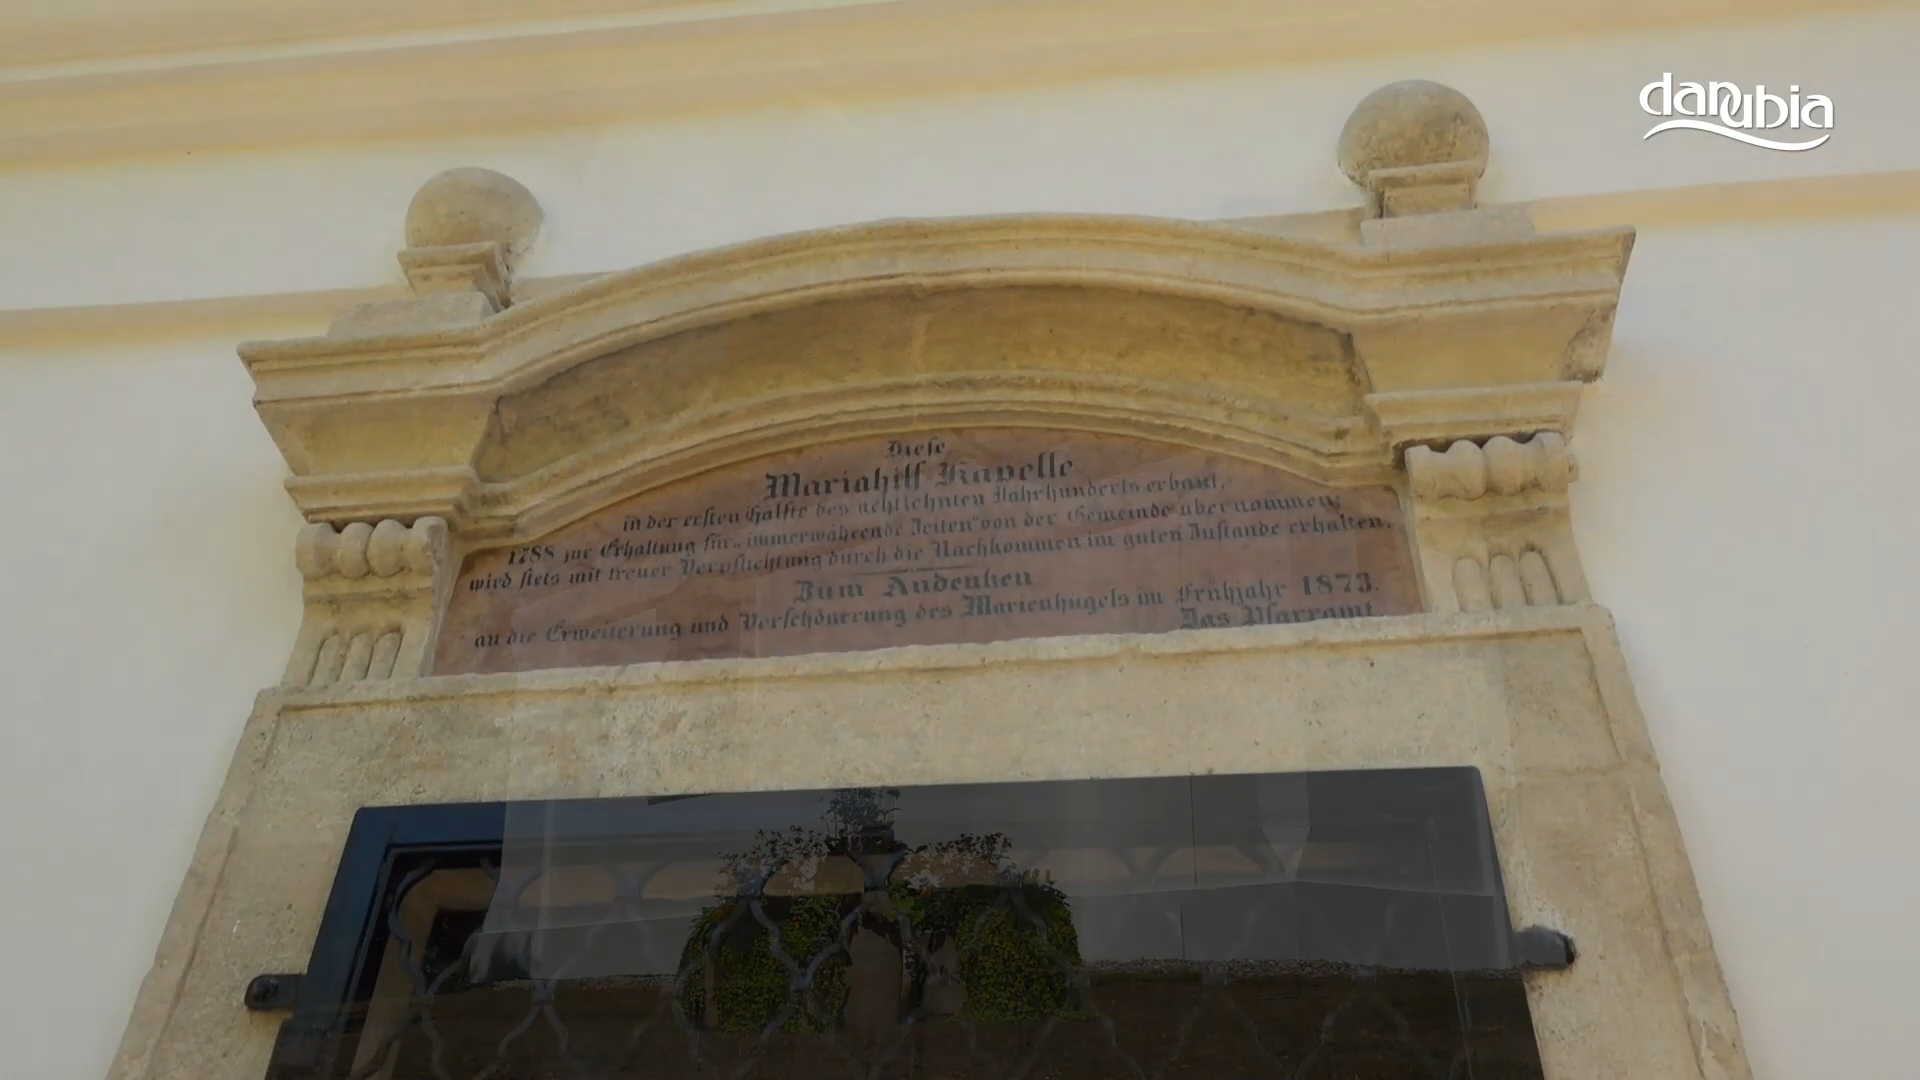 danubia
Diese
Mariahilf Kapelle
in der ersten Hälfte des achtzehnten Jahrhunderts erbaut,
1788 zur Erhaltung für „immerwährende Zeiten" von der Gemeinde übernommen,
wird stets mit treuer Verpflichtung durch die Nachkommen im guten Zustande erhalten.
Zum Andenken
an die Erweiterung und Verschönerung des Marienhügels im Frühjahr 1873.
Das Pfarramt.